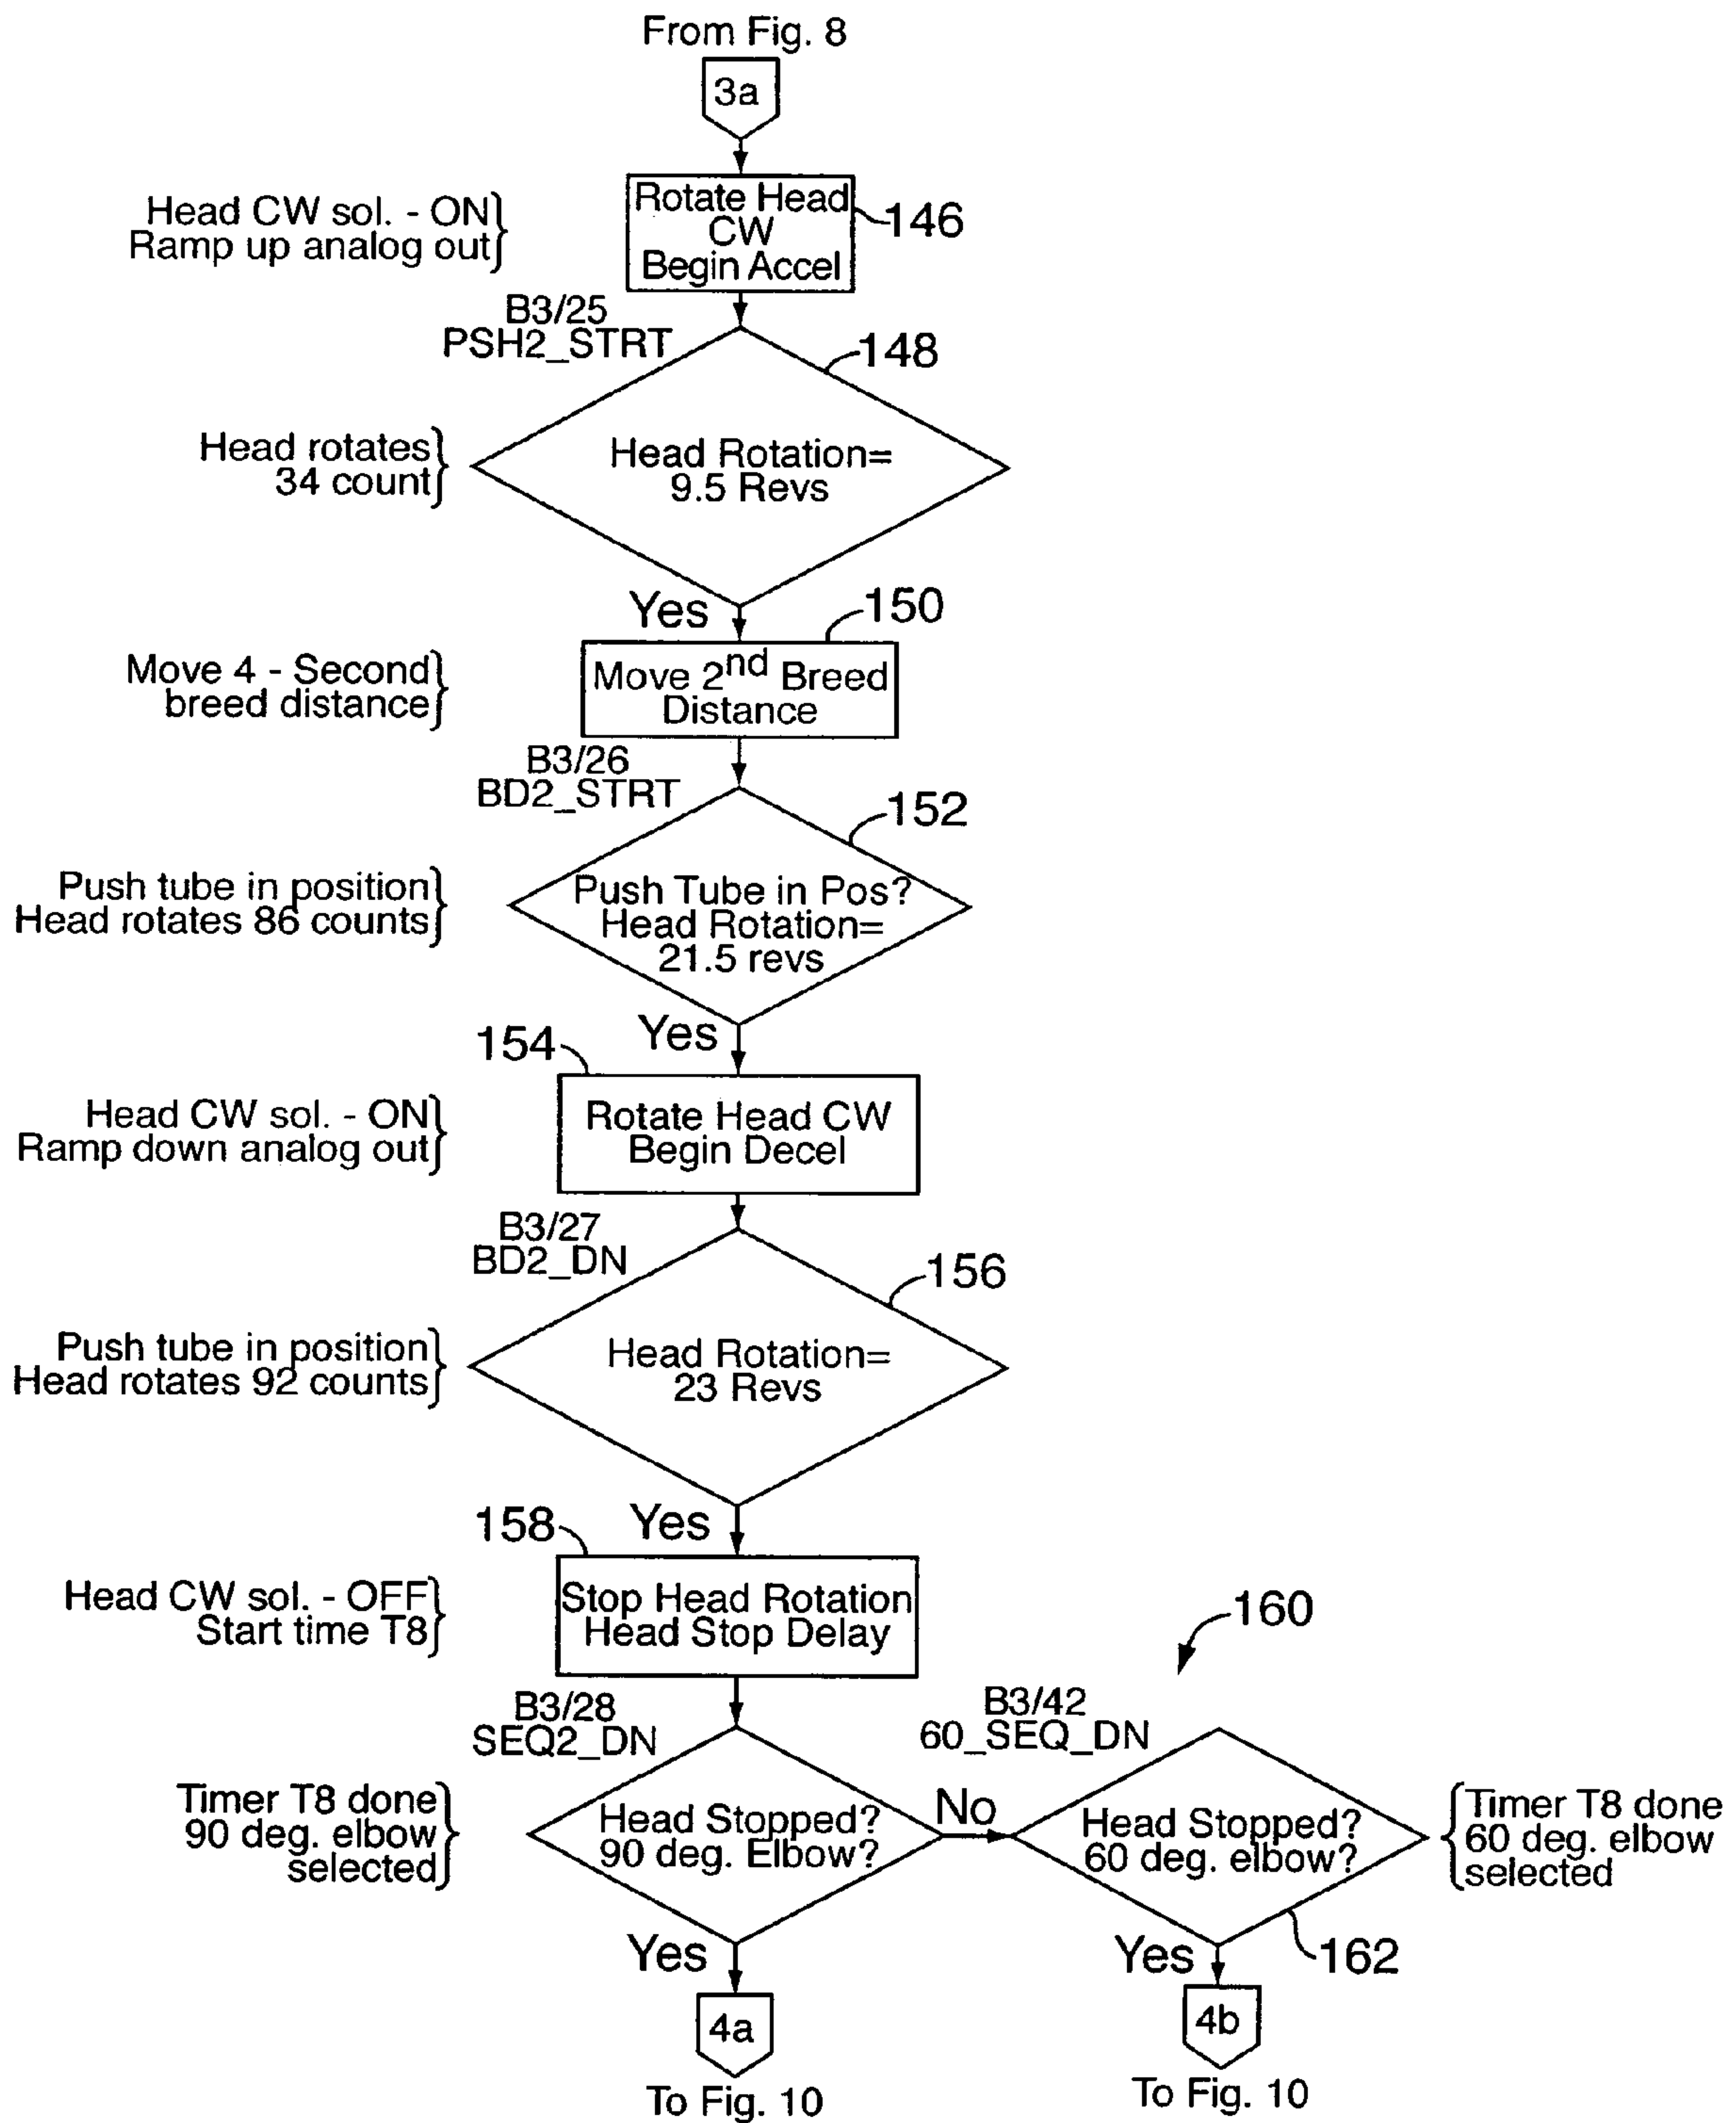 From Fig. 8
3a
Head CW sol. - ON
Ramp up analog out
Rotate Head
CW
Begin Accel
146
B3/25
PSH2_STRT
148
Head rotates
34 count
Head Rotation=
9.5 Revs
Yes
150
Move 4 - Second
breed distance
Move 2nd Breed
Distance
B3/26
BD2_STRT
152
Push tube in position
Head rotates 86 counts
Push Tube in Pos?
Head Rotation=
21.5 revs
Yes
154
Head CW sol. - ON
Ramp down analog out
Rotate Head CW
Begin Decel
B3/27
BD2_DN
156
Push tube in position
Head rotates 92 counts
Head Rotation=
23 Revs
Yes
158
Head CW sol. - OFF
Start time T8
Stop Head Rotation
Head Stop Delay
160
B3/28
SEQ2_DN
B3/42
60_SEQ_DN
Timer T8 done
90 deg. elbow
selected
Head Stopped?
90 deg. Elbow?
No
Head Stopped?
60 deg. elbow?
Timer T8 done
60 deg. elbow
selected
Yes
Yes
162
4a
4b
To Fig. 10
To Fig. 10